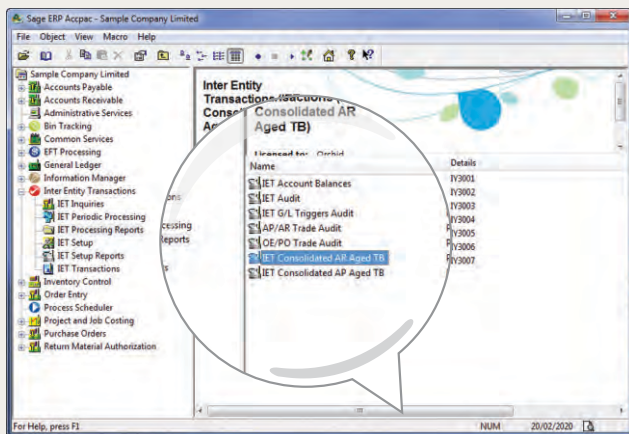 Sage ERP Accpac - Sample Company Limited
File Object View Macro Help
Sample Company Limited
Accounts Payable
Accounts Receivable
Administrative Services
Bin Tracking
Common Services
EFT Processing
General Ledger
Information Manager
Inter Entity Transactions
IET Inquiries
IET Periodic Processing
IET Processing Reports
IET Setup
IET Setup Reports
IET Transactions
Inventory Control
Order Entry
Process Scheduler
Project and Job Costing
Purchase Orders
Return Material Authorization
Inter Entity
Consolidated AR
Aged TB)
Licensed to: Orchid
Name Details
IET Account Balances IY3001
IET Audit IY3002
IET G/L Triggers Audit IY3003
AP/AR Trade Audit IY3004
OE/PO Trade Audit IY3005
IET Consolidated AR Aged TB IY3006
IET Consolidated AP Aged TB IY3007
cessing
Reports
For Help, press F1 NUM 20/02/2020